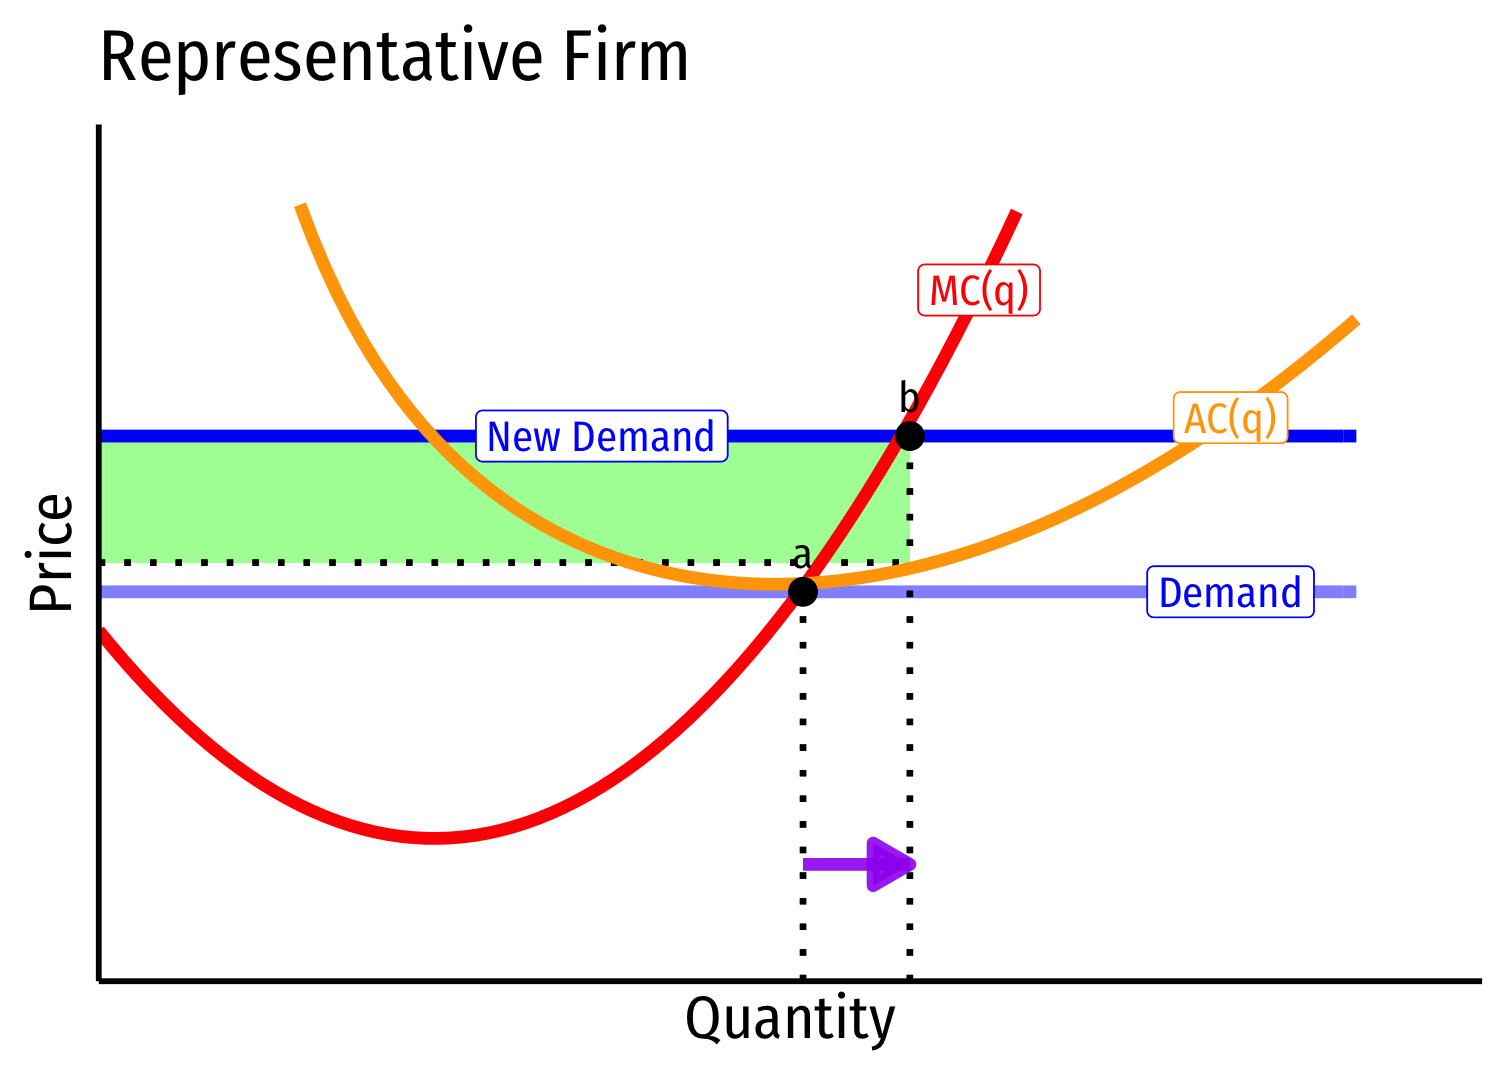 Representative Firm
MC(q)
b
AC(q)
New Demand
a
Demand
Price
Quantity